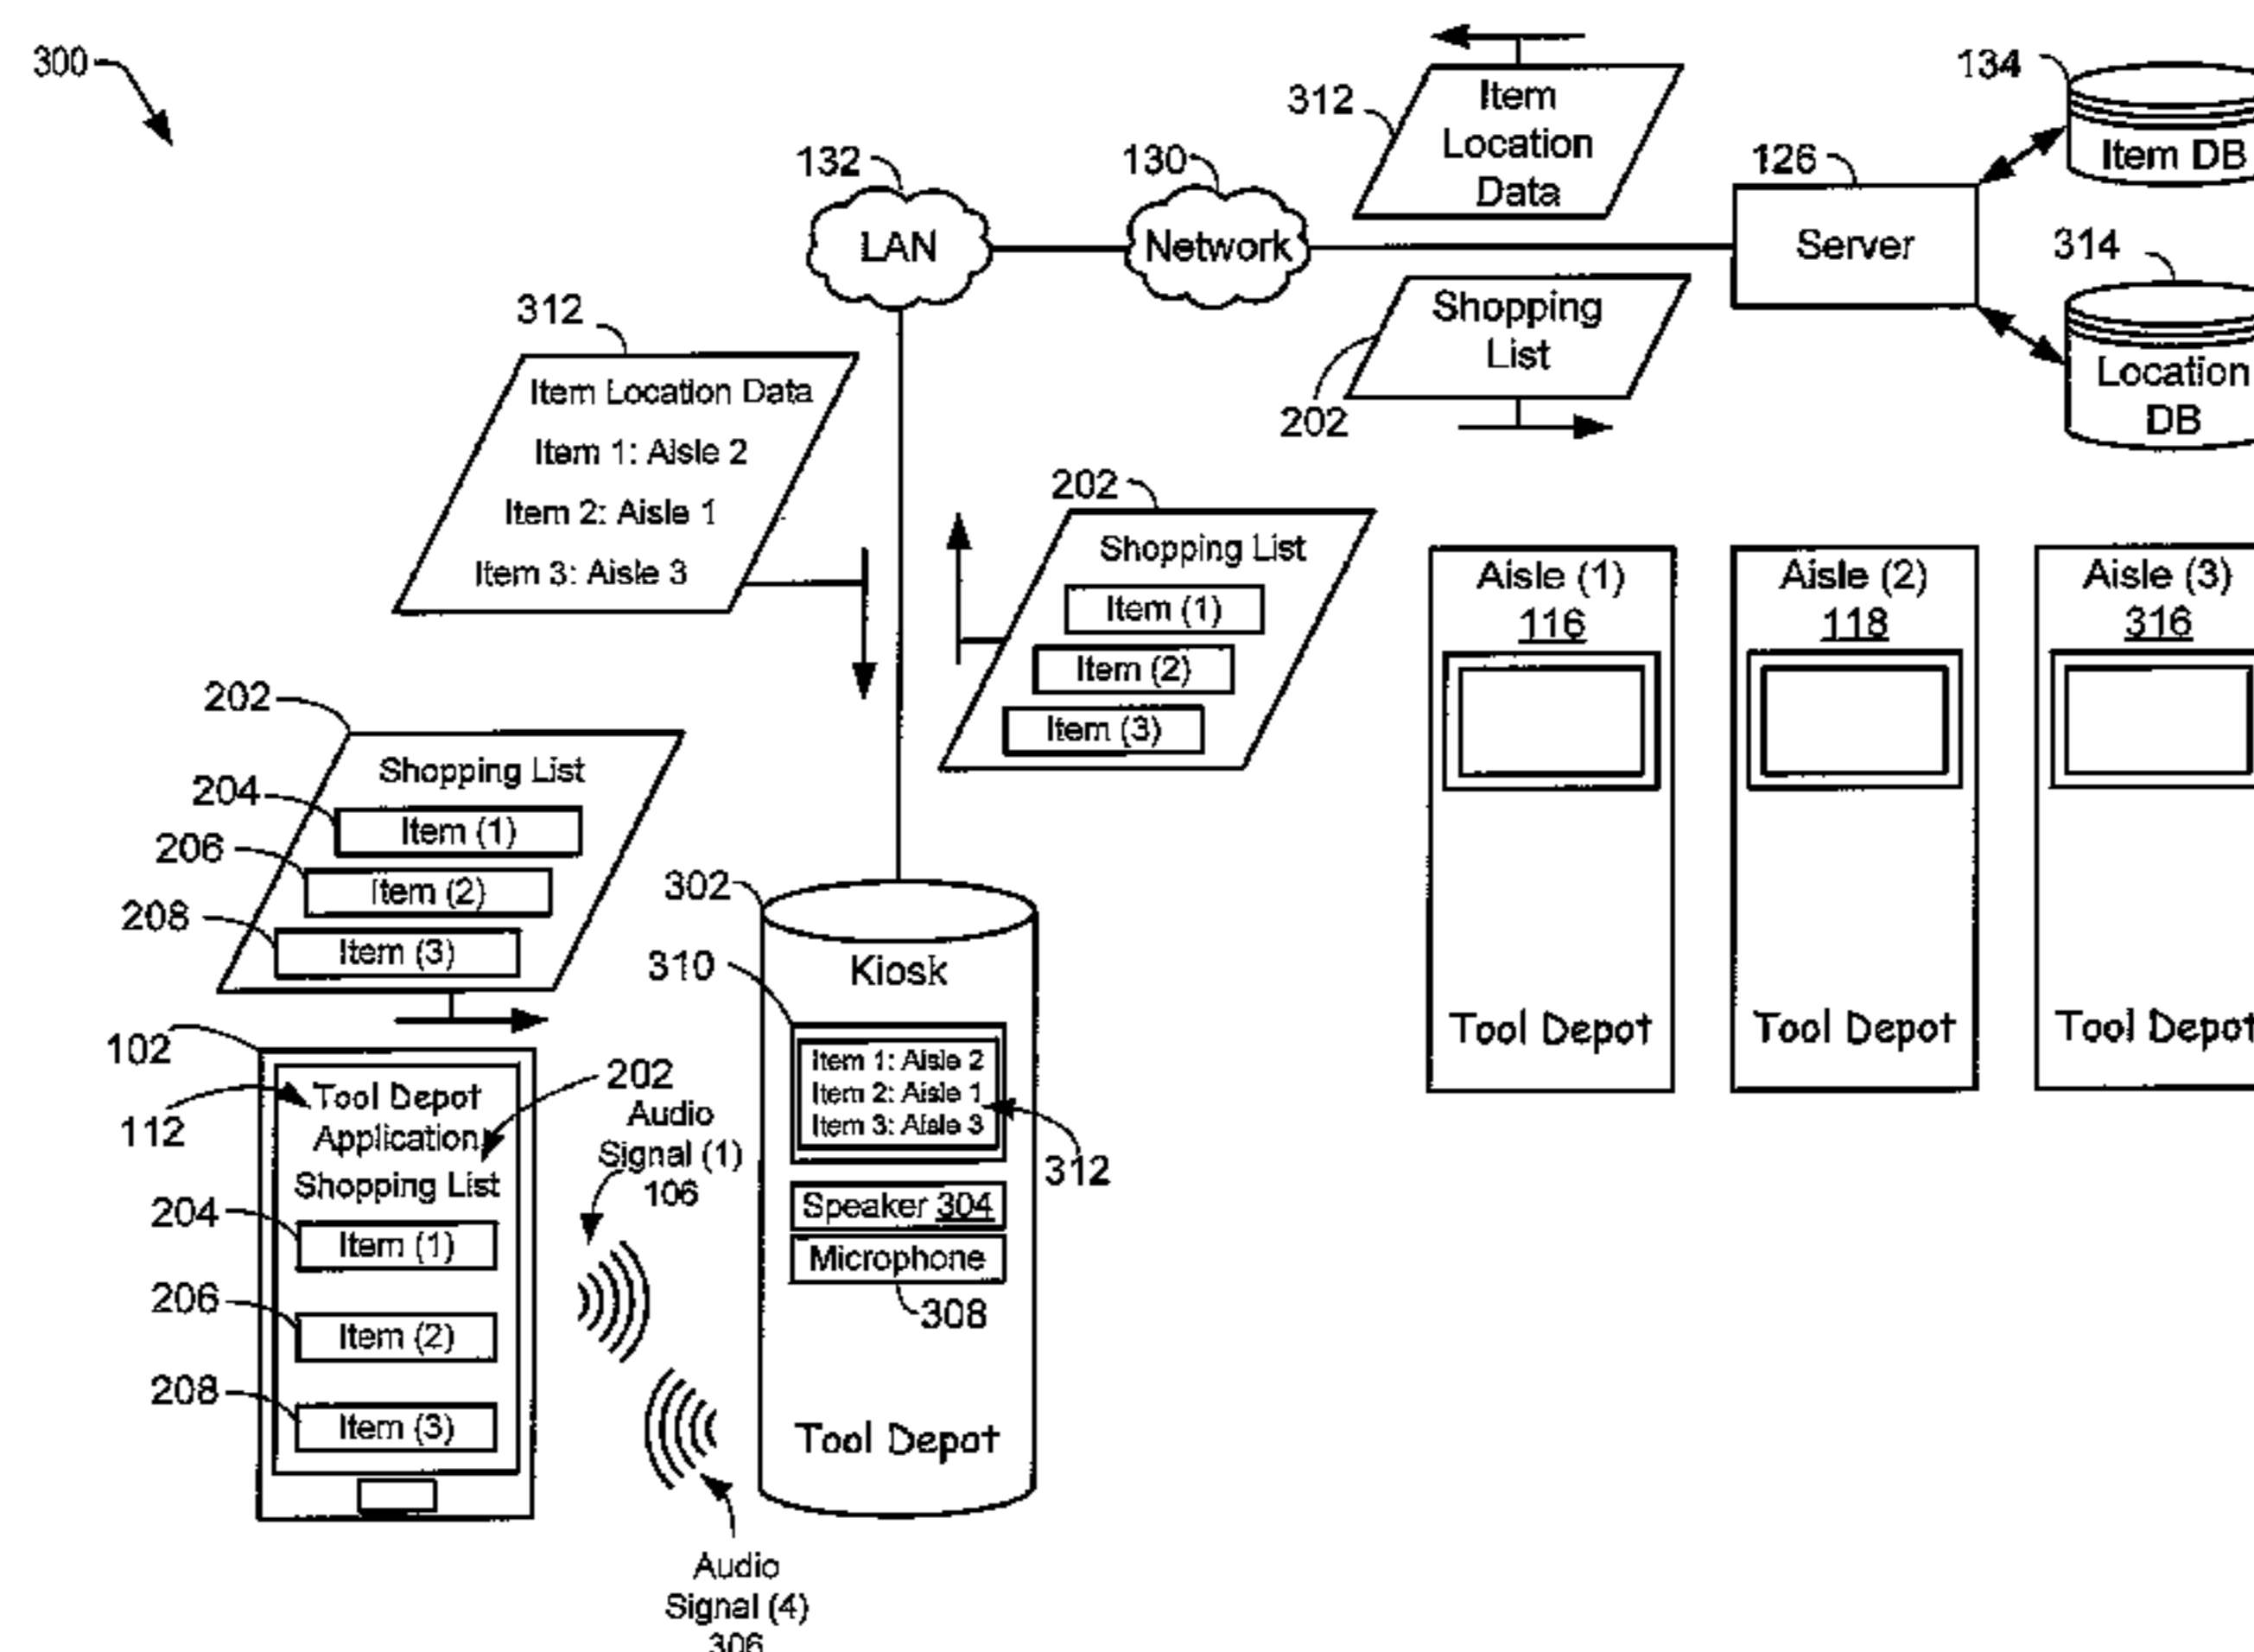 300
312
Item
Location
Data
134
Item DB
132
LAN
130
Network
126
Server
314
Location
DB
Shopping
List
202
312
Item Location Data
Item 1: Aisle 2
Item 2: Aisle 1
Item 3: Aisle 3
202
Shopping List
Item (1)
Item (2)
Item (3)
Aisle (1)
116
Tool Depot
Aisle (2)
118
Tool Depot
Aisle (3)
316
Tool Depot
202
Shopping List
204
Item (1)
206
Item (2)
208
Item (3)
102
112
Tool Depot
Application
Shopping List
202
204
Item (1)
206
Item (2)
208
Item (3)
Audio
Signal (1)
106
302
Kiosk
310
Item 1: Aisle 2
Item 2: Aisle 1
Item 3: Aisle 3
312
Speaker 304
Microphone
308
Tool Depot
Audio
Signal (4)
306